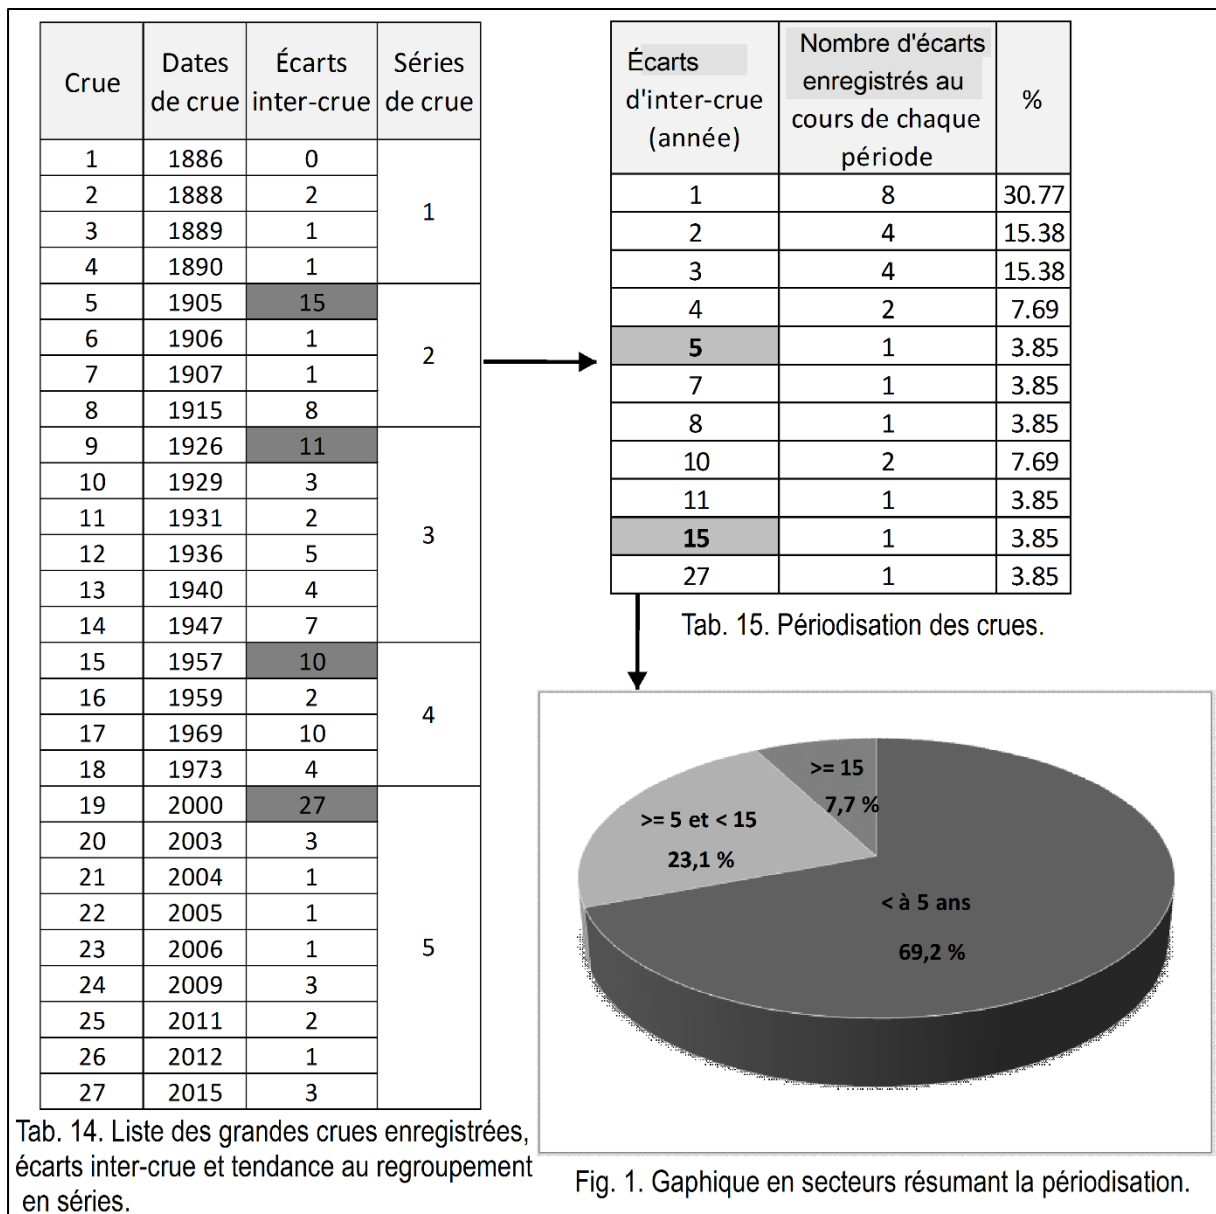 Crue Dates de crue Écarts inter-crue Séries de crue
1 1886 0 1
2 1888 2
3 1889 1
4 1890 1
5 1905 15 2
6 1906 1
7 1907 1
8 1915 8
9 1926 11 3
10 1929 3
11 1931 2
12 1936 5
13 1940 4
14 1947 7
15 1957 10 4
16 1959 2
17 1969 10
18 1973 4
19 2000 27 5
20 2003 3
21 2004 1
22 2005 1
23 2006 1
24 2009 3
25 2011 2
26 2012 1
27 2015 3
Tab. 14. Liste des grandes crues enregistrées,
écarts inter-crue et tendance au regroupement
en séries.
Écarts d'inter-crue (année) Nombre d'écarts enregistrés au cours de chaque période %
1 8 30.77
2 4 15.38
3 4 15.38
4 2 7.69
5 1 3.85
7 1 3.85
8 1 3.85
10 2 7.69
11 1 3.85
15 1 3.85
27 1 3.85
Tab. 15. Périodisation des crues.
>= 15
7,7 %
>= 5 et < 15
23,1 %
< à 5 ans
69,2 %
Fig. 1. Gaphique en secteurs résumant la périodisation.